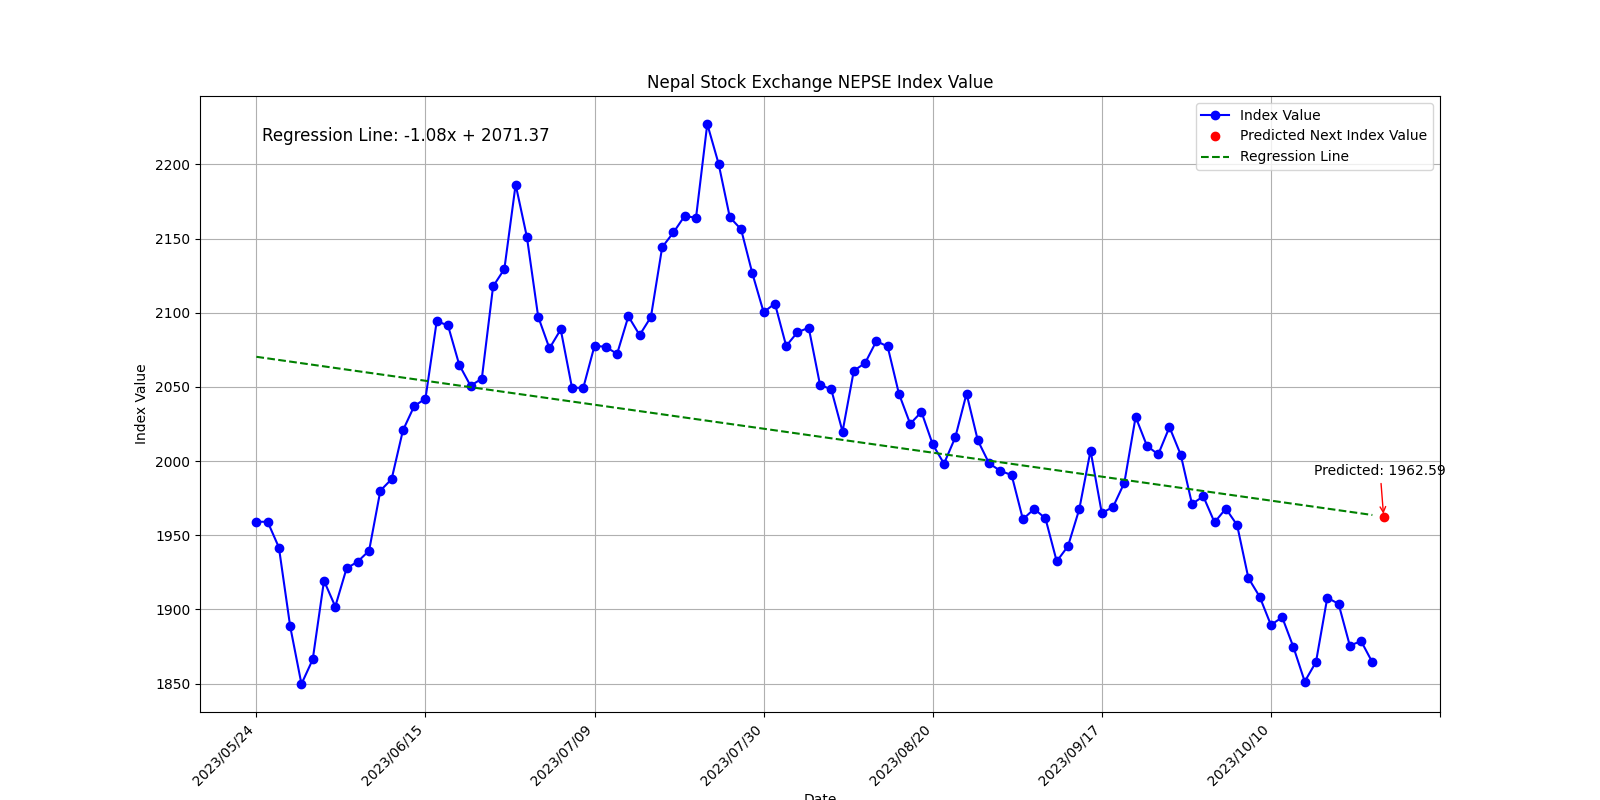 Nepal Stock Exchange NEPSE Index Value
Regression Line: -1.08x + 2071.37
Index Value
Predicted Next Index Value
Regression Line
2200
2150
2100
2050
2000
1950
1900
1850
Index Value
Predicted: 1962.59
2023/05/24
2023/06/15
2023/07/09
2023/07/30
2023/08/20
2023/09/17
2023/10/10
Date